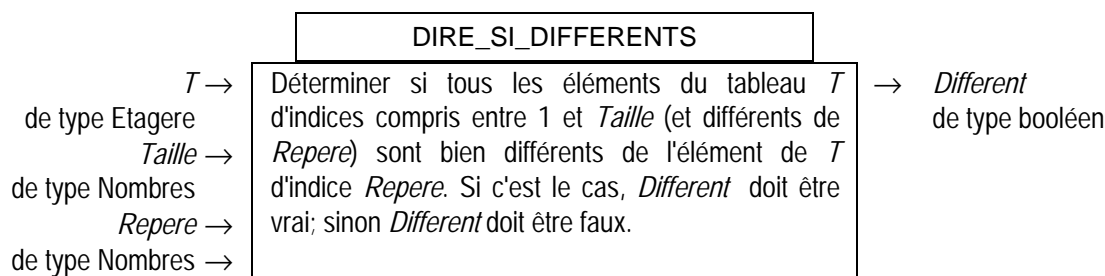 DIRE_SI_DIFFERENTS
T →
de type Etagere
Taille →
de type Nombres
Repere →
de type Nombres →
Déterminer si tous les éléments du tableau T
d'indices compris entre 1 et Taille (et différents de
Repere) sont bien différents de l'élément de T
d'indice Repere. Si c'est le cas, Different doit être
vrai; sinon Different doit être faux.
→ Different
de type booléen